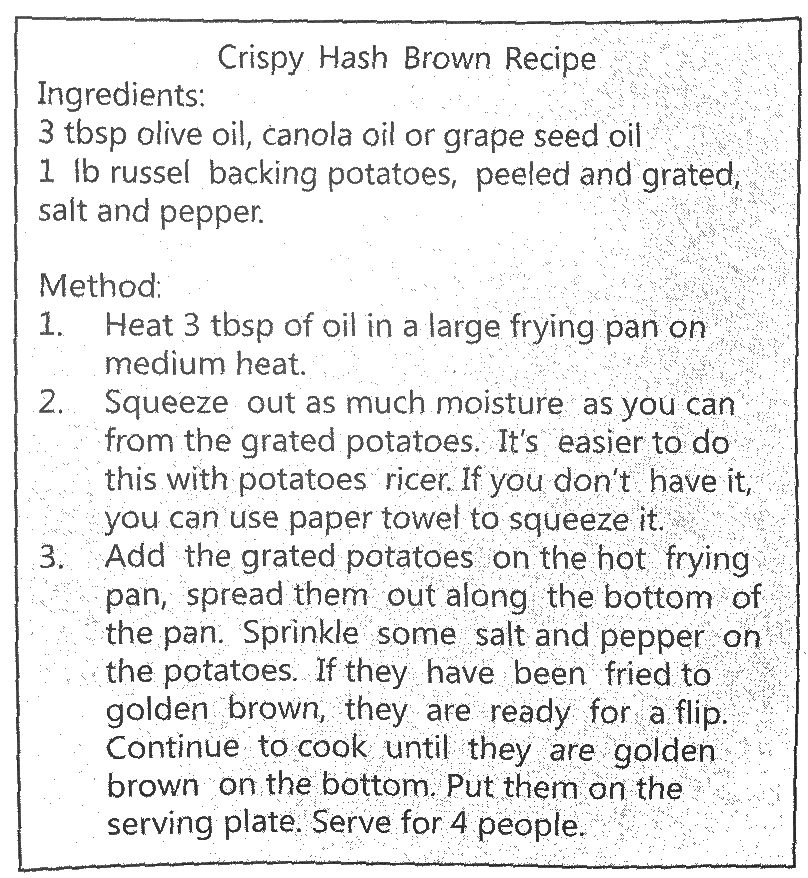 Crispy Hash Brown Recipe
Ingredients:
3 tbsp olive oil, canola oil or grape seed oil
1 lb russel backing potatoes, peeled and grated,
salt and pepper.
Method:
1. Heat 3 tbsp of oil in a large frying pan on
medium heat.
2. Squeeze out as much moisture as you can
from the grated potatoes. It's easier to do
this with potatoes ricer. If you don't have it,
you can use paper towel to squeeze it.
3. Add the grated potatoes on the hot frying
pan, spread them out along the bottom of
the pan. Sprinkle some salt and pepper on
the potatoes. If they have been fried to
golden brown, they are ready for a flip.
Continue to cook until they are golden
brown on the bottom. Put them on the
serving plate. Serve for 4 people.